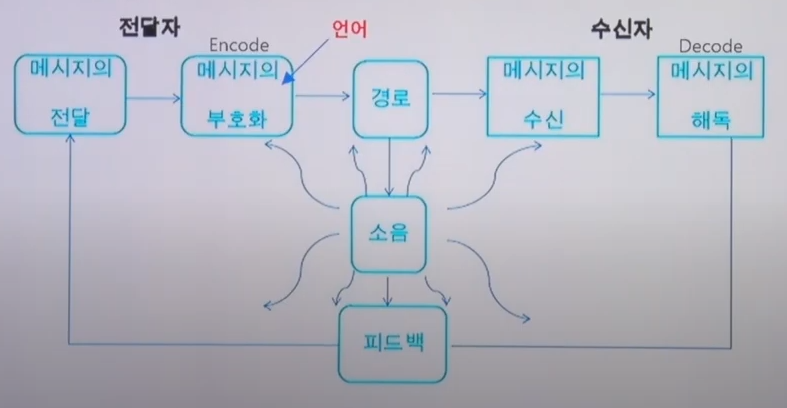 전달자
Encode
언어
수신자
Decode
메시지의
전달
메시지의
부호화
경로
메시지의
수신
메시지의
해독
소음
피드백